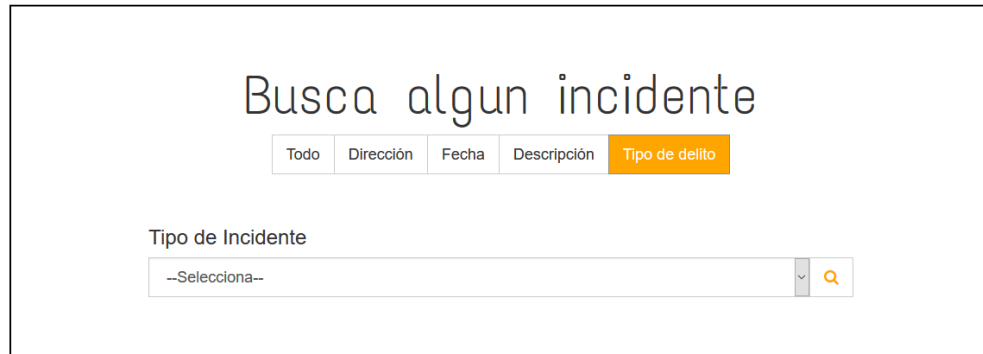 Busca algun incidente
Todo Dirección Fecha Descripción Tipo de delito
Tipo de Incidente
--Selecciona--